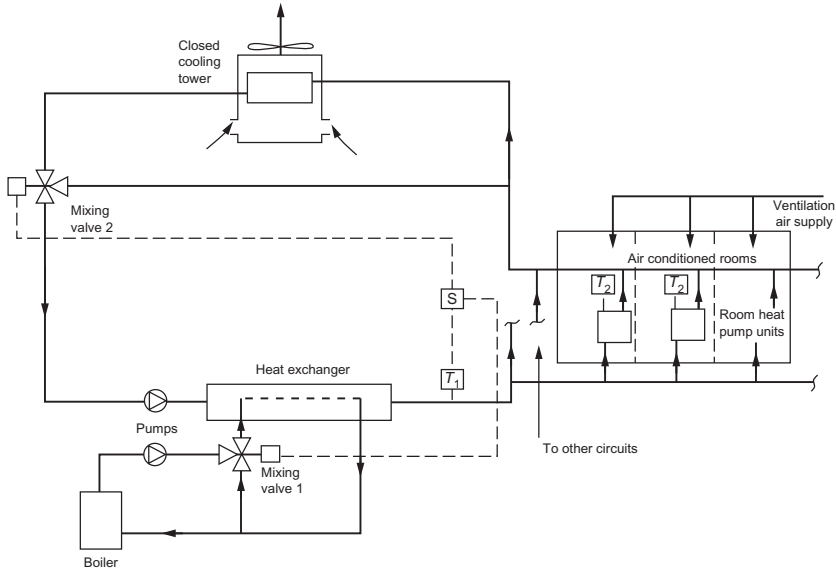 Closed
cooling
tower
Mixing
valve 2
Ventilation
air supply
Air conditioned rooms
T2
T2
S
Room heat
pump units
Heat exchanger
T1
Pumps
To other circuits
Mixing
valve 1
Boiler